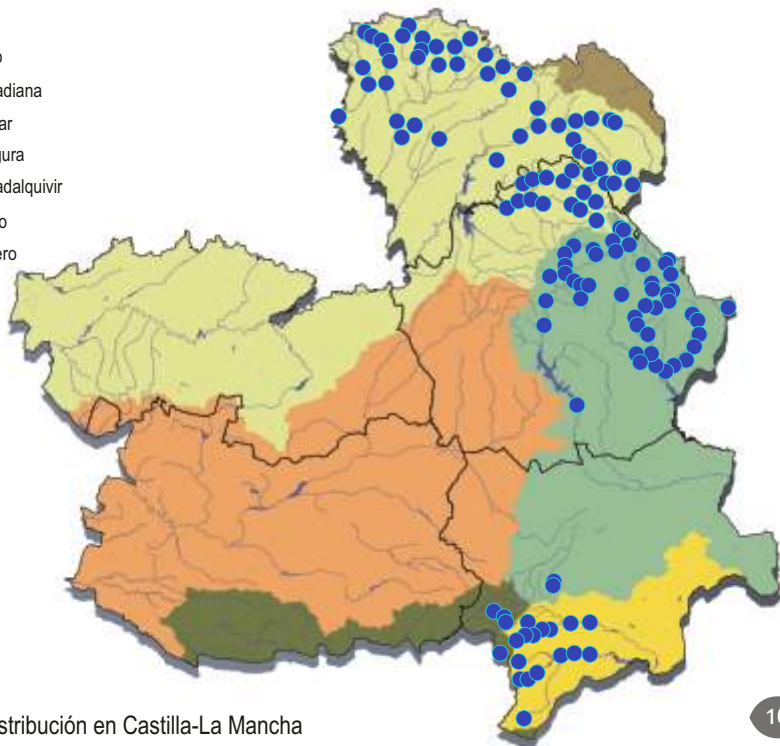 o
adiana
ar
gura
adalquivir
o
ero
stribución en Castilla-La Mancha
10